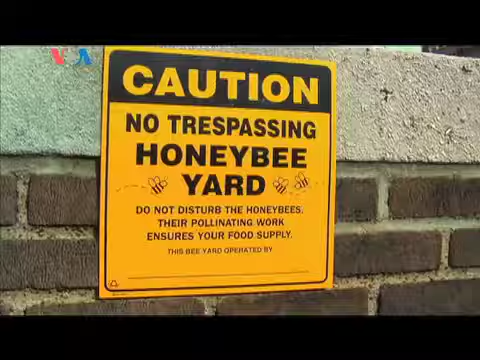 VOA
CAUTION
NO TRESPASSING
HONEYBEE
YARD
DO NOT DISTURB THE HONEYBEES.
THEIR POLLINATING WORK
ENSURES YOUR FOOD SUPPLY.
THIS BEE YARD OPERATED BY